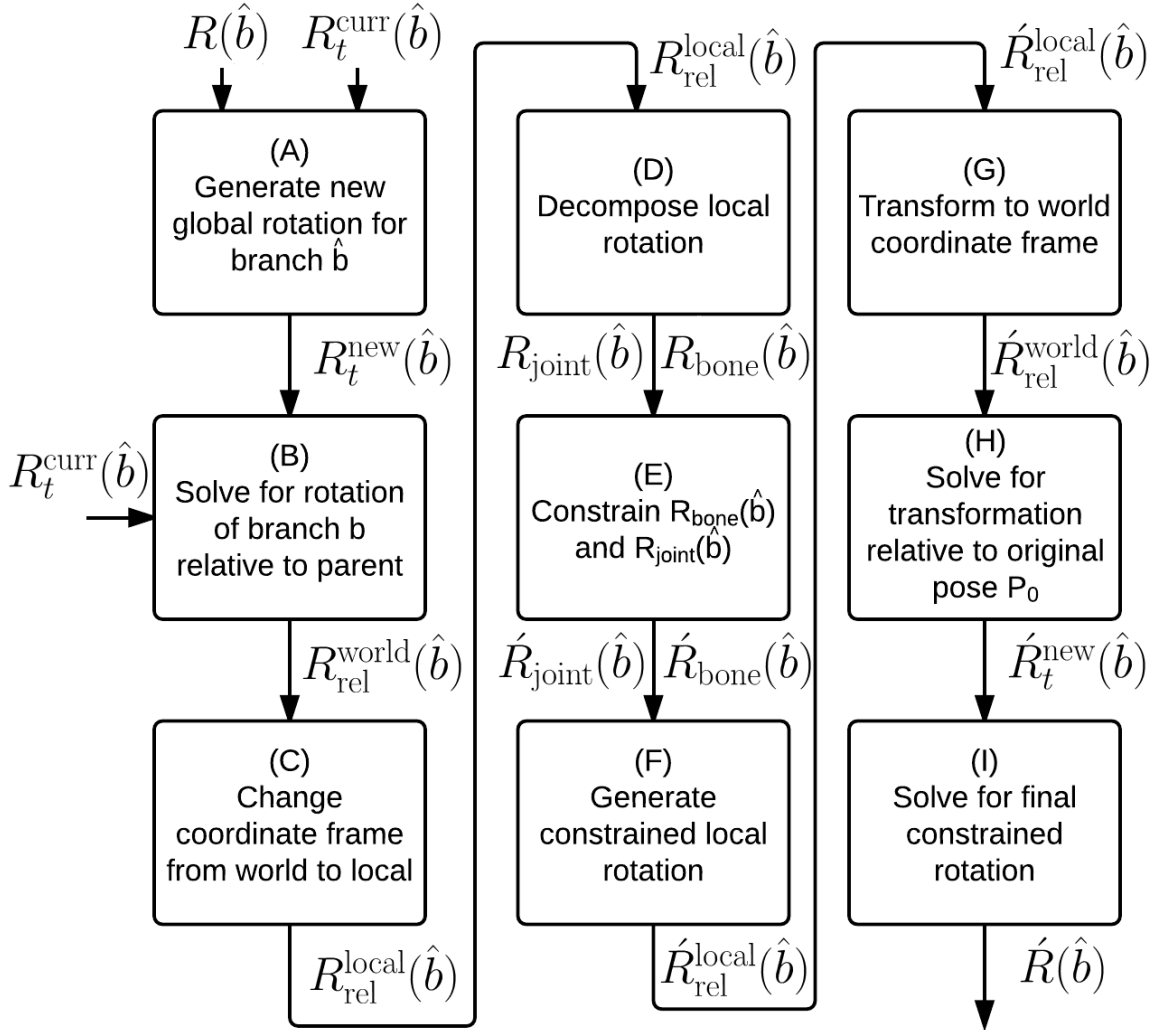 R(b̂)
R_t^curr(b̂)
(A)
Generate new
global rotation for
branch b̂
R_t^new(b̂)
R_t^curr(b̂)
(B)
Solve for rotation
of branch b
relative to parent
R_rel^world(b̂)
(C)
Change
coordinate frame
from world to local
R_rel^local(b̂)
R_rel^local(b̂)
(D)
Decompose local
rotation
R_joint(b̂) R_bone(b̂)
(E)
Constrain R_bone(b̂)
and R_joint(b̂)
Ŕ_joint(b̂) Ŕ_bone(b̂)
(F)
Generate
constrained local
rotation
Ŕ_rel^local(b̂)
Ŕ_rel^local(b̂)
(G)
Transform to world
coordinate frame
Ŕ_rel^world(b̂)
(H)
Solve for
transformation
relative to original
pose P₀
Ŕ_t^new(b̂)
(I)
Solve for final
constrained
rotation
Ŕ(b̂)